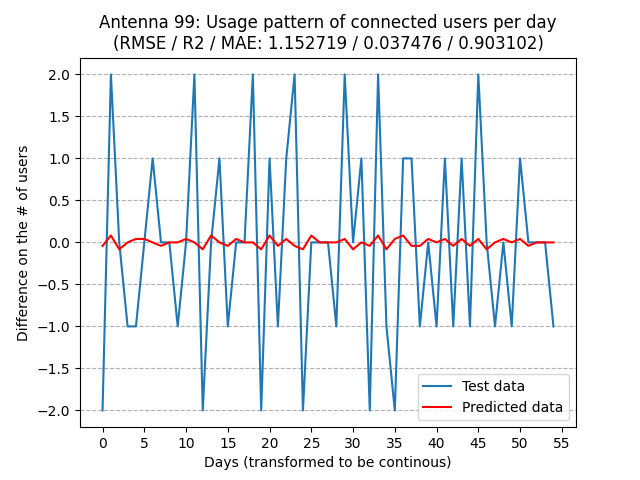 Antenna 99: Usage pattern of connected users per day
(RMSE / R2 / MAE: 1.152719 / 0.037476 / 0.903102)
Difference on the # of users
2.0
1.5
1.0
0.5
0.0
−0.5
−1.0
−1.5
−2.0
Test data
Predicted data
0 5 10 15 20 25 30 35 40 45 50 55
Days (transformed to be continous)